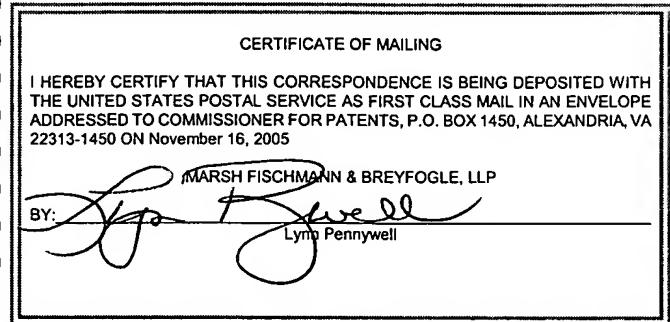 CERTIFICATE OF MAILING
I HEREBY CERTIFY THAT THIS CORRESPONDENCE IS BEING DEPOSITED WITH
THE UNITED STATES POSTAL SERVICE AS FIRST CLASS MAIL IN AN ENVELOPE
ADDRESSED TO COMMISSIONER FOR PATENTS, P.O. BOX 1450, ALEXANDRIA, VA
22313-1450 ON November 16, 2005
MARSH FISCHMANN & BREYFOGLE, LLP
BY:
Lynn Pennywell